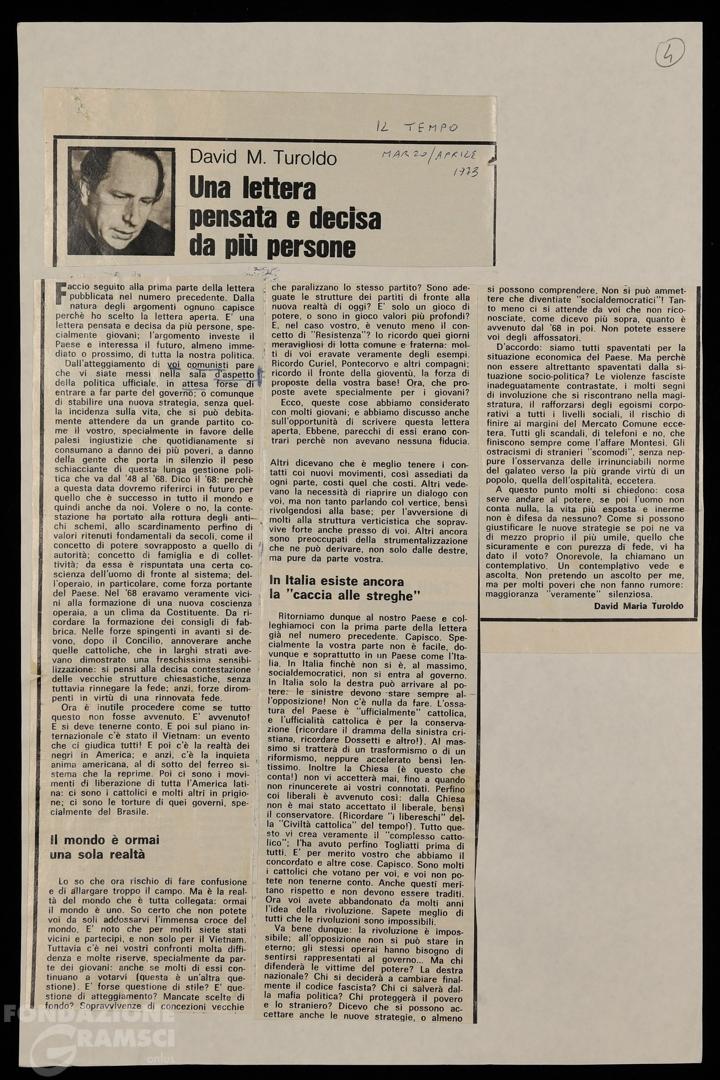 4
IL TEMPO
MARZO/APRILE
1973
David M. Turoldo
Una lettera
pensata e decisa
da più persone
Faccio seguito alla prima parte della lettera
pubblicata nel numero precedente. Dalla
natura degli argomenti ognuno capisce
perchè ho scelto la lettera aperta. E' una
lettera pensata e decisa da più persone, spe-
cialmente giovani; l'argomento investe il
Paese e interessa il futuro, almeno imme-
diato o prossimo, di tutta la nostra politica.
Dall'atteggiamento di voi comunisti pare
che vi siate messi nella sala d'aspetto
della politica ufficiale, in attesa forse di
entrare a far parte del governo; o comunque
di stabilire una nuova strategia, senza quel-
la incidenza sulla vita, che si può debita-
mente attendere da un grande partito co-
me il vostro, specialmente in favore delle
palesi ingiustizie che quotidianamente si
consumano a danno dei più poveri, a danno
della gente che porta in silenzio il peso
schiacciante di questa lunga gestione poli-
tica che va dal '48 al '68. Dico il '68: perchè
a questa data dovremo riferirci in futuro per
quello che è successo in tutto il mondo e
quindi anche da noi. Volere o no, la conte-
stazione ha portato alla rottura degli anti-
chi schemi, allo scardinamento perfino di
valori ritenuti fondamentali da secoli, come il
concetto di potere sovrapposto a quello di
autorità; concetto di famiglia e di collet-
tività; da essa è rispuntata una certa co-
scienza dell'uomo di fronte al sistema; del-
l'operaio, in particolare, come forza portante
del Paese. Nel '68 eravamo veramente vici-
ni alla formazione di una nuova coscienza
operaia, a un clima da Costituente. Da ri-
cordare la formazione dei consigli di fab-
brica. Nelle forze spingenti in avanti si de-
vono, dopo il Concilio, annoverare anche
quelle cattoliche, che in larghi strati ave-
vano dimostrato una freschissima sensibi-
lizzazione: si pensi alla decisa contestazione
delle vecchie strutture chiesastiche, senza
tuttavia rinnegare la fede; anzi, forze dirom-
penti in virtù di una rinnovata fede.
Ora è inutile procedere come se tutto
questo non fosse avvenuto. E' avvenuto!
E si deve tenerne conto. E poi sul piano in-
ternazionale c'è stato il Vietnam: un evento
che ci giudica tutti! E poi c'è la realtà dei
negri in America; e anzi, c'è la inquieta
anima americana, al di sotto del ferreo si-
stema che la reprime. Poi ci sono i movi-
menti di liberazione di tutta l'America lati-
na: ci sono i cattolici e molti altri in prigio-
ne; ci sono le torture di quei governi, spe-
cialmente del Brasile.
Il mondo è ormai
una sola realtà
Lo so che ora rischio di fare confusione
e di allargare troppo il campo. Ma è la real-
tà del mondo che è tutta collegata: ormai
il mondo è uno. So certo che non potete
voi da soli addossarvi l'immensa croce del
mondo. E' noto che per molti siete stati
vicini e partecipi, e non solo per il Vietnam.
Tuttavia c'è nei vostri confronti molta diffi-
denza e molte riserve, specialmente da par-
te dei giovani: anche se molti di essi con-
tinuano a votarvi (questa è un'altra que-
stione). E' forse questione di stile? E' que-
stione di atteggiamento? Mancate scelte di
fondo? Sopravvivenze di concezioni vecchie
che paralizzano lo stesso partito? Sono ade-
guate le strutture dei partiti di fronte alla
nuova realtà di oggi? E' solo un gioco di
potere, o sono in gioco valori più profondi?
E, nel caso vostro, è venuto meno il con-
cetto di "Resistenza"? Io ricordo quei giorni
meravigliosi di lotta comune e fraterna: mol-
ti di voi eravate veramente degli esempi.
Ricordo Curiel, Pontecorvo e altri compagni;
ricordo il fronte della gioventù, la forza di
proposte della vostra base! Ora, che pro-
poste avete specialmente per i giovani?
Ecco, queste cose abbiamo considerato
con molti giovani; e abbiamo discusso anche
sull'opportunità di scrivere questa lettera
aperta. Ebbene, parecchi di essi erano con-
trari perchè non avevano nessuna fiducia.
Altri dicevano che è meglio tenere i con-
tatti coi nuovi movimenti, così assediati da
ogni parte, costi quel che costi. Altri vede-
vano la necessità di riaprire un dialogo con
voi, ma non tanto parlando col vertice, bensì
rivolgendosi alla base; per l'avversione di
molti alla struttura verticistica che soprav-
vive forte anche presso di voi. Altri ancora
sono preoccupati della strumentalizzazione
che ne può derivare, non solo dalle destre,
ma pure da parte vostra.
In Italia esiste ancora
la "caccia alle streghe"
Ritorniamo dunque al nostro Paese e col-
leghiamoci con la prima parte della lettera
già nel numero precedente. Capisco. Spe-
cialmente la vostra parte non è facile, do-
vunque e soprattutto in un Paese come l'Ita-
lia. In Italia finchè non si è, al massimo,
socialdemocratici, non si entra al governo.
In Italia solo la destra può arrivare al po-
tere: le sinistre devono stare sempre al-
l'opposizione! Non c'è nulla da fare. L'ossa-
tura del Paese è "ufficialmente" cattolica,
e l'ufficialità cattolica è per la conserva-
zione (ricordare il dramma della sinistra cri-
stiana, ricordare Dossetti e altro!). Al mas-
simo si tratterà di un trasformismo o di un
riformismo, neppure accelerato bensì len-
tissimo. Inoltre la Chiesa (è questo che
conta!) non vi accetterà mai, fino a quando
non rinuncerete ai vostri connotati. Perfino
coi liberali è avvenuto così: dalla Chiesa
non è mai stato accettato il liberale, bensì
il conservatore. (Ricordare "i libereschi" del-
la "Civiltà cattolica" del tempo!). Tutto que-
sto vi crea veramente il "complesso catto-
lico"; l'ha avuto perfino Togliatti prima di
tutti. E' per merito vostro che abbiamo il
concordato e altre cose. Capisco. Sono molti
i cattolici che votano per voi, e voi non po-
tete non tenerne conto. Anche questi meri-
tano rispetto e non devono essere traditi.
Ora voi avete abbandonato da molti anni
l'idea della rivoluzione. Sapete meglio di
tutti che le rivoluzioni sono impossibili.
Va bene dunque: la rivoluzione è impos-
sibile; all'opposizione non si può stare in
eterno; gli stessi operai hanno bisogno di
sentirsi rappresentati al governo... Ma chi
difenderà le vittime del potere? La destra
nazionale? Chi si deciderà a cambiare final-
mente il codice fascista? Chi ci salverà dal-
la mafia politica? Chi proteggerà il povero
e lo straniero? Dicevo che si possono ac-
cettare anche le nuove strategie, o almeno
si possono comprendere. Non si può ammet-
tere che diventiate "socialdemocratici"! Tan-
to meno ci si attende da voi che non rico-
nosciate, come dicevo più sopra, quanto è
avvenuto dal '68 in poi. Non potete essere
voi degli affossatori.
D'accordo: siamo tutti spaventati per la
situazione economica del Paese. Ma perchè
non essere altrettanto spaventati dalla si-
tuazione socio-politica? Le violenze fasciste
inadeguatamente contrastate, i molti segni
di involuzione che si riscontrano nella magi-
stratura, il rafforzarsi degli egoismi corpo-
rativi a tutti i livelli sociali, il rischio di
finire ai margini del Mercato Comune ecce-
tera. Tutti gli scandali, di telefoni e no, che
finiscono sempre come l'affare Montesi. Gli
ostracismi di stranieri "scomodi", senza nep-
pure l'osservanza delle irrinunciabili norme
del galateo verso la più grande virtù di un
popolo, quella dell'ospitalità, eccetera.
A questo punto molti si chiedono: cosa
serve andare al potere, se poi l'uomo non
conta nulla, la vita più esposta e inerme
non è difesa da nessuno? Come si possono
giustificare le nuove strategie se poi ne va
di mezzo proprio il più umile, quello che
sicuramente e con purezza di fede, vi ha
dato il voto? Onorevole, la chiamano un
contemplativo. Un contemplativo vede e
ascolta. Non pretendo un ascolto per me,
ma per molti poveri che non fanno rumore:
maggioranza "veramente" silenziosa.
David Maria Turoldo
FONDAZIONE
GRAMSCI
onlus